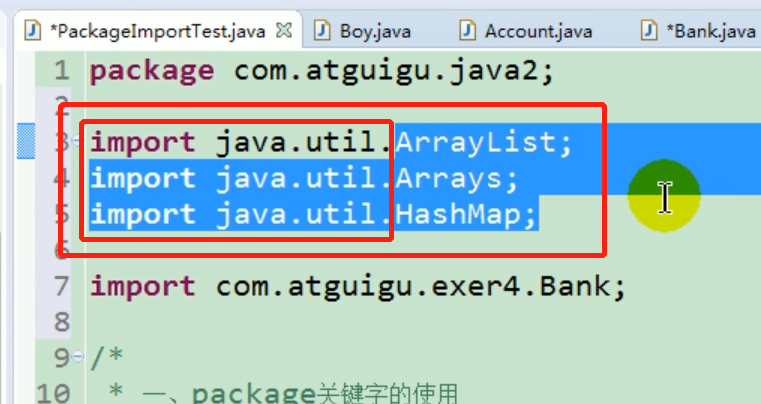 *PackageImportTest.java Boy.java Account.java *Bank.java
1 package com.atguigu.java2;
2
3 import java.util.ArrayList;
4 import java.util.Arrays;
5 import java.util.HashMap;
6
7 import com.atguigu.exer4.Bank;
8
9 /*
10 * 一、package关键字的使用